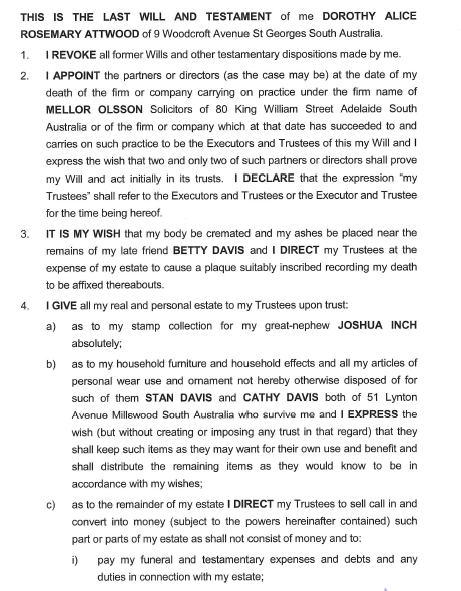 THIS IS THE LAST WILL AND TESTAMENT of me DOROTHY ALICE
ROSEMARY ATTWOOD of 9 Woodcroft Avenue St Georges South Australia.
1. I REVOKE all former Wills and other testamentary dispositions made by me.
2. I APPOINT the partners or directors (as the case may be) at the date of my
death of the firm or company carrying on practice under the firm name of
MELLOR OLSSON Solicitors of 80 King William Street Adelaide South
Australia or of the firm or company which at that date has succeeded to and
carries on such practice to be the Executors and Trustees of this my Will and I
express the wish that two and only two of such partners or directors shall prove
my Will and act initially in its trusts. I DECLARE that the expression "my
Trustees" shall refer to the Executors and Trustees or the Executor and Trustee
for the time being hereof.
3. IT IS MY WISH that my body be cremated and my ashes be placed near the
remains of my late friend BETTY DAVIS and I DIRECT my Trustees at the
expense of my estate to cause a plaque suitably inscribed recording my death
to be affixed thereabouts.
4. I GIVE all my real and personal estate to my Trustees upon trust:
a) as to my stamp collection for my great-nephew JOSHUA INCH
absolutely;
b) as to my household furniture and household effects and all my articles of
personal wear use and ornament not hereby otherwise disposed of for
such of them STAN DAVIS and CATHY DAVIS both of 51 Lynton
Avenue Millswood South Australia who survive me and I EXPRESS the
wish (but without creating or imposing any trust in that regard) that they
shall keep such items as they may want for their own use and benefit and
shall distribute the remaining items as they would know to be in
accordance with my wishes;
c) as to the remainder of my estate I DIRECT my Trustees to sell call in and
convert into money (subject to the powers hereinafter contained) such
part or parts of my estate as shall not consist of money and to:
i) pay my funeral and testamentary expenses and debts and any
duties in connection with my estate;